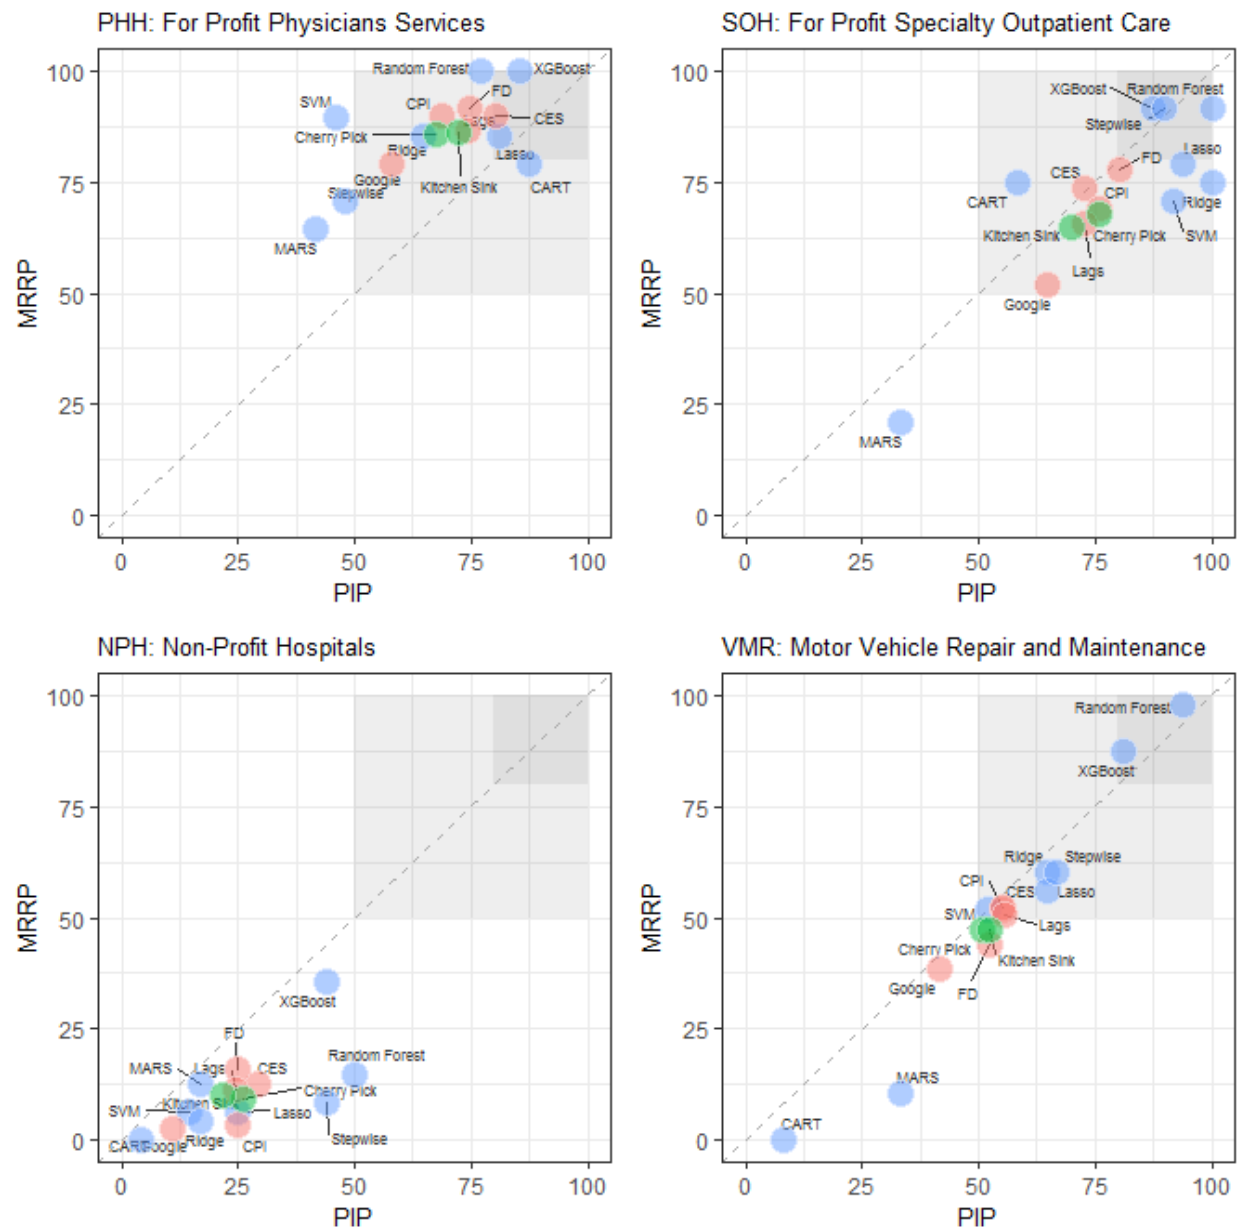 PHH: For Profit Physicians Services
SOH: For Profit Specialty Outpatient Care
MRRP
100
75
50
25
0
Random Forest
XGBoost
SVM
CPI
FD
CES
Lags
Cherry Pick
Ridge
Lasso
Google
Kitchen Sink
CART
Stepwise
MARS
0
25
50
75
100
PIP
MRRP
100
75
50
25
0
XGBoost
Random Forest
Stepwise
FD
Lasso
CES
CPI
CART
Ridge
Kitchen Sink
Cherry Pick
SVM
Lags
Google
MARS
0
25
50
75
100
PIP
NPH: Non-Profit Hospitals
VMR: Motor Vehicle Repair and Maintenance
MRRP
100
75
50
25
0
XGBoost
FD
Random Forest
MARS
Lags
CES
Cherry Pick
Kitchen Sink
SVM
Lasso
Stepwise
CART
Google
Ridge
CPI
0
25
50
75
100
PIP
MRRP
100
75
50
25
0
Random Forest
XGBoost
Ridge
Stepwise
CPI
CES
Lasso
SVM
Lags
Cherry Pick
Kitchen Sink
Google
FD
MARS
CART
0
25
50
75
100
PIP